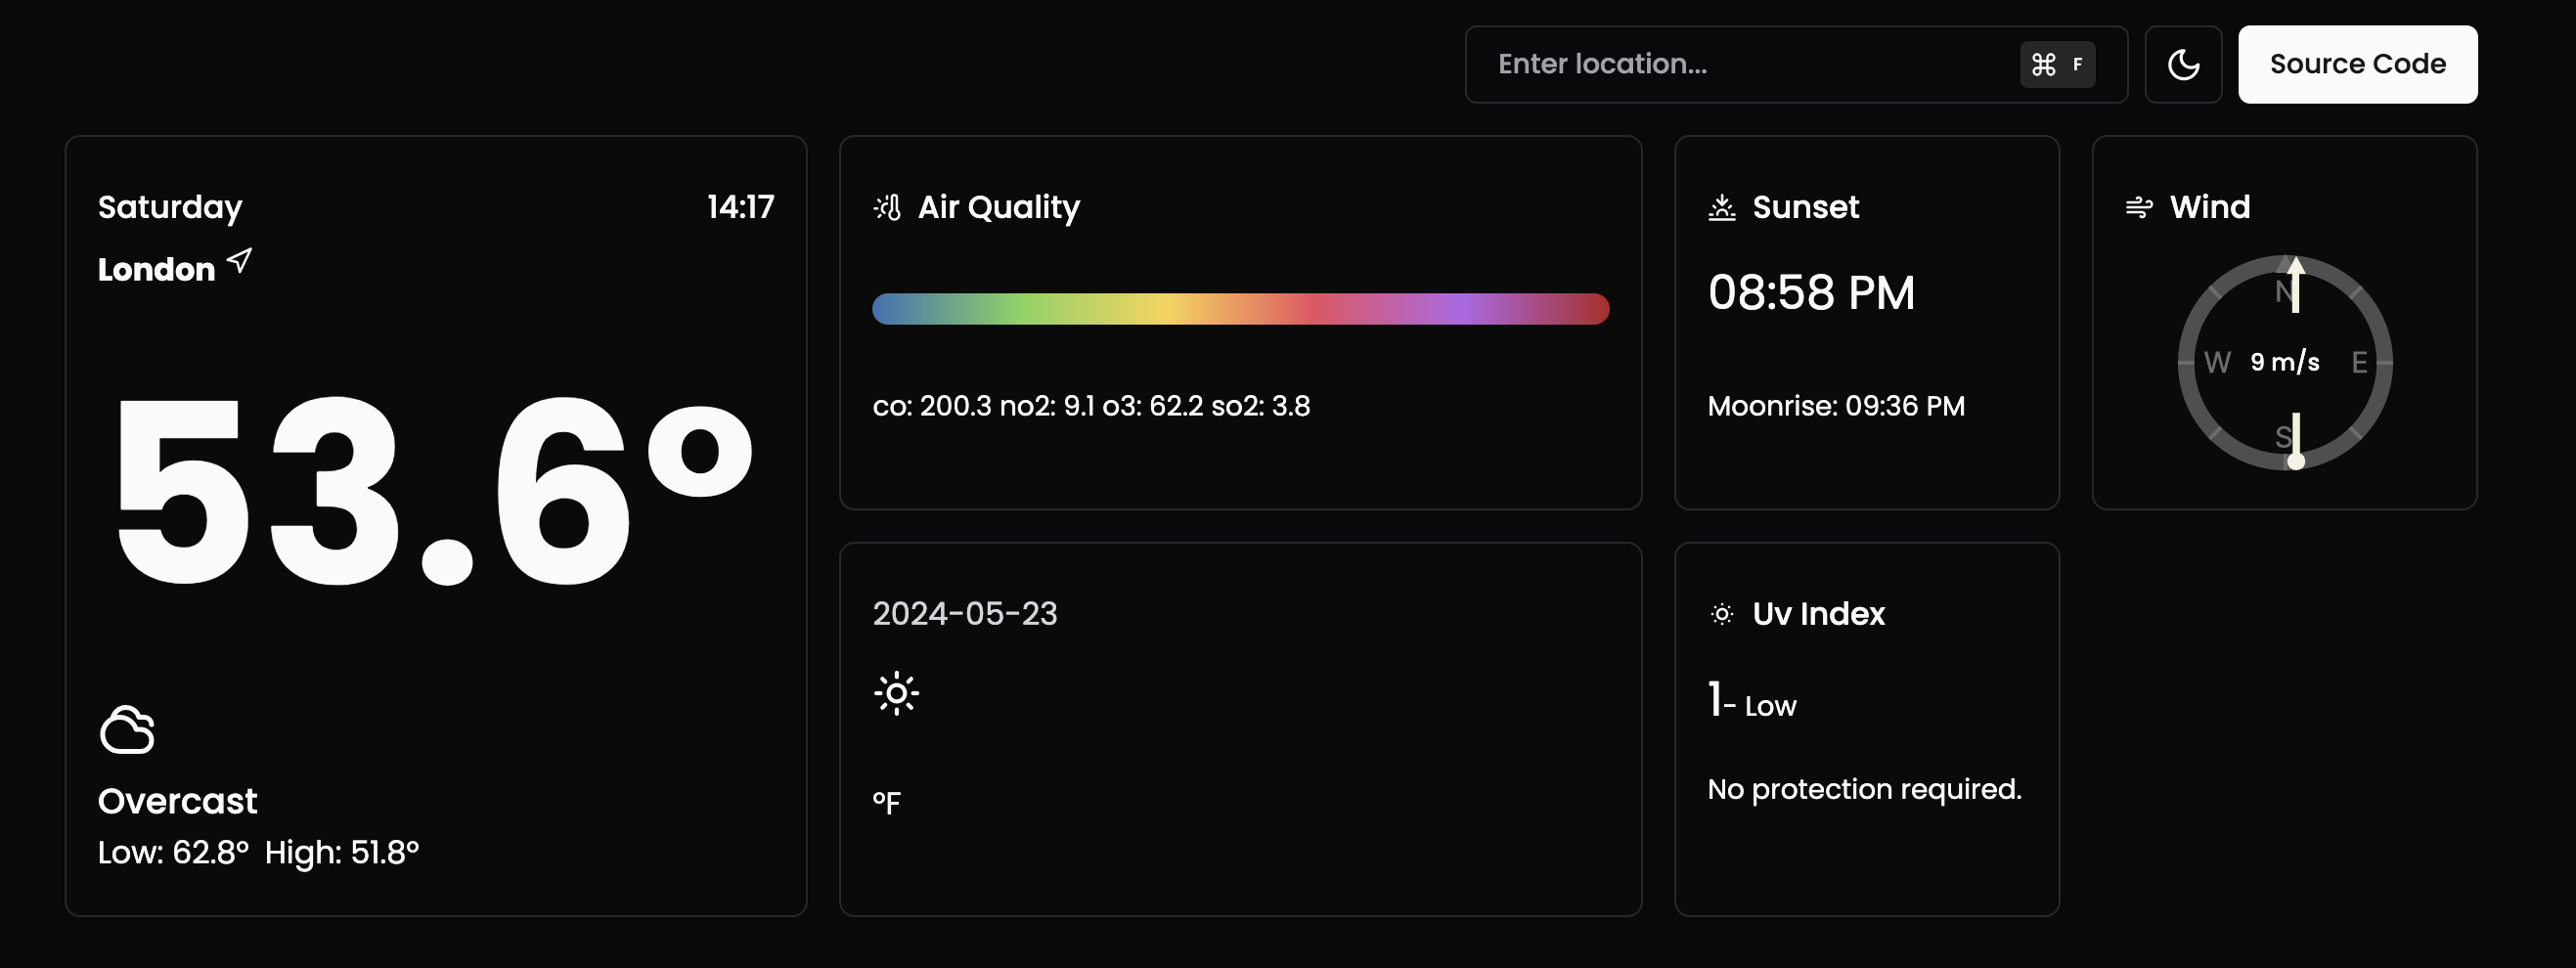 Enter location...
⌘ F
Source Code
Saturday
14:17
London
53.6°
Overcast
Low: 62.8° High: 51.8°
Air Quality
co: 200.3 no2: 9.1 o3: 62.2 so2: 3.8
Sunset
08:58 PM
Moonrise: 09:36 PM
Wind
N
W 9 m/s E
S
2024-05-23
°F
Uv Index
1- Low
No protection required.